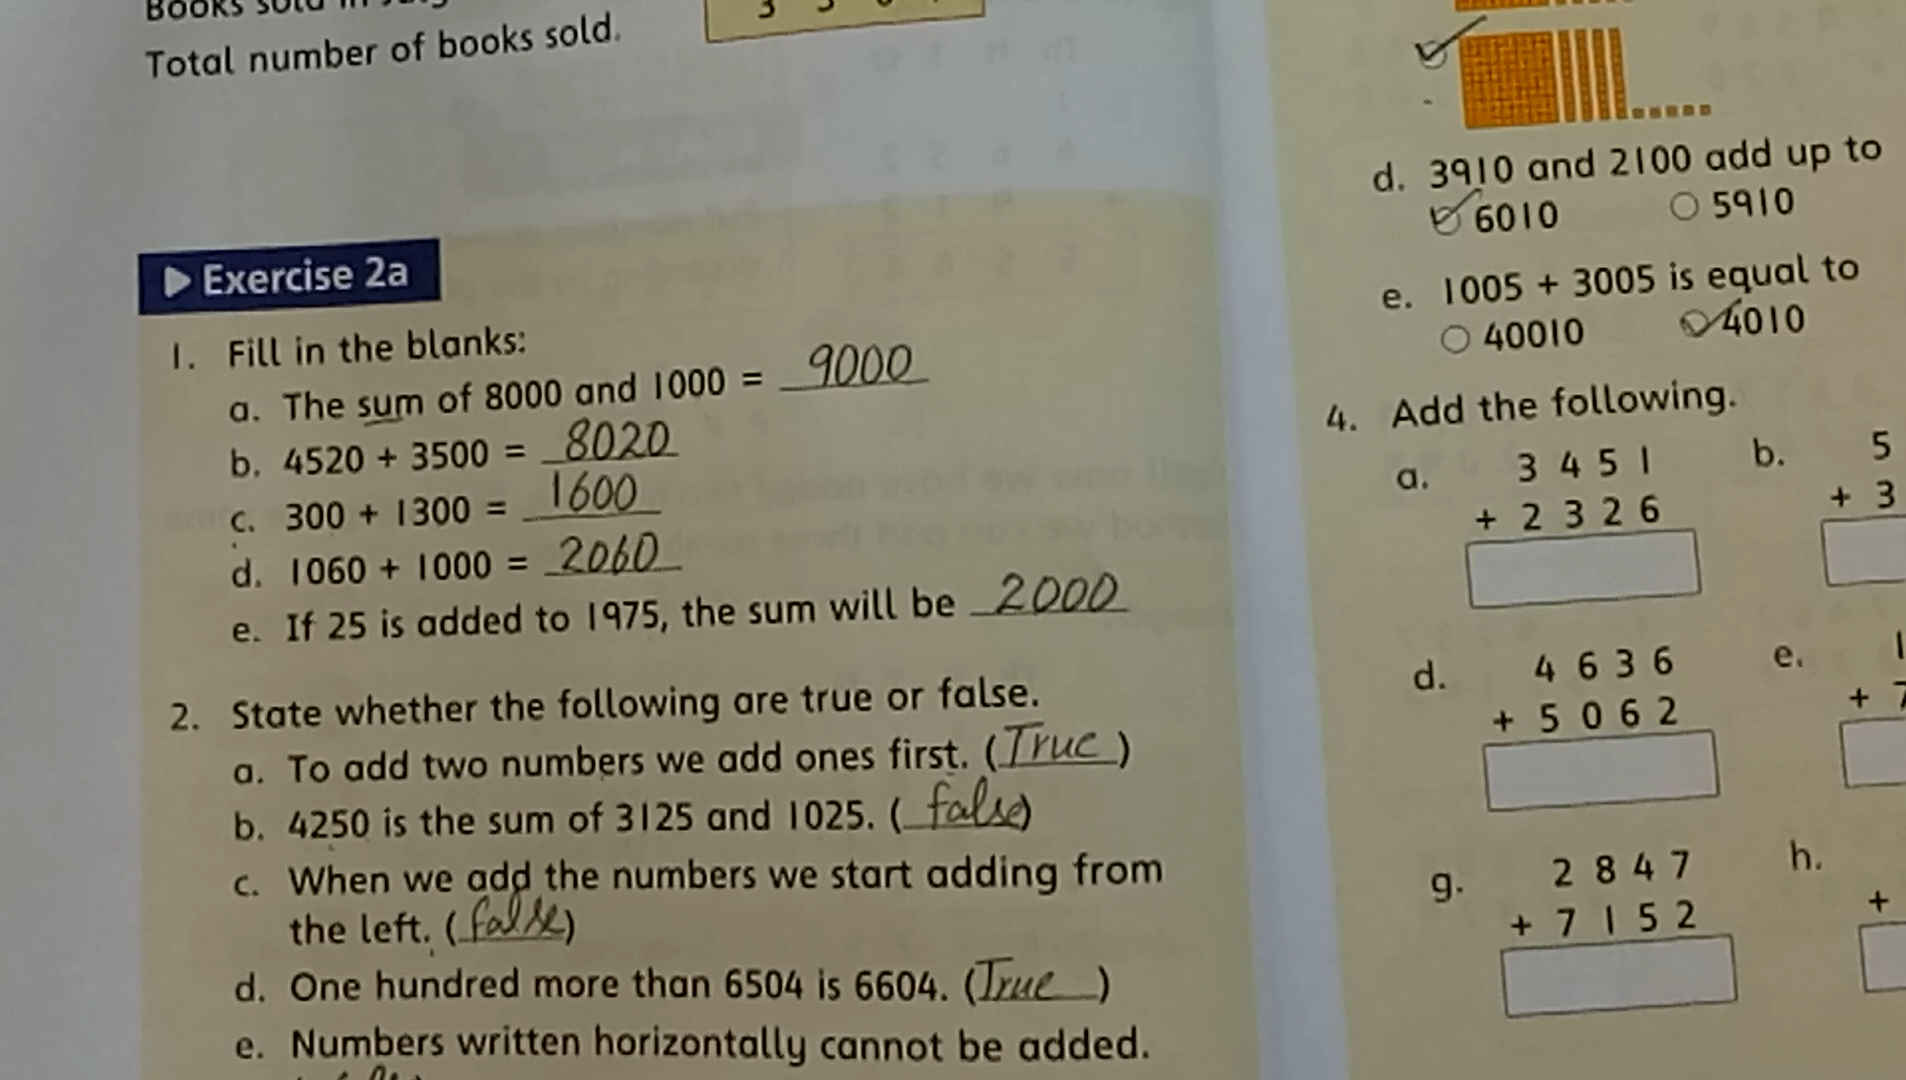 Total number of books sold.
Exercise 2a
1. Fill in the blanks:
a. The sum of 8000 and 1000 = 9000
b. 4520 + 3500 = 8020
c. 300 + 1300 = 1600
d. 1060 + 1000 = 2060
e. If 25 is added to 1975, the sum will be 2000
2. State whether the following are true or false.
a. To add two numbers we add ones first. (True)
b. 4250 is the sum of 3125 and 1025. (false)
c. When we add the numbers we start adding from
the left. (false)
d. One hundred more than 6504 is 6604. (True)
e. Numbers written horizontally cannot be added.
d. 3910 and 2100 add up to
6010 5910
e. 1005 + 3005 is equal to
40010 4010
4. Add the following.
a. 3 4 5 1 b. 5
+ 2 3 2 6 + 3
d. 4 6 3 6 e. 1
+ 5 0 6 2 + 7
g. 2 8 4 7 h.
+ 7 1 5 2 +